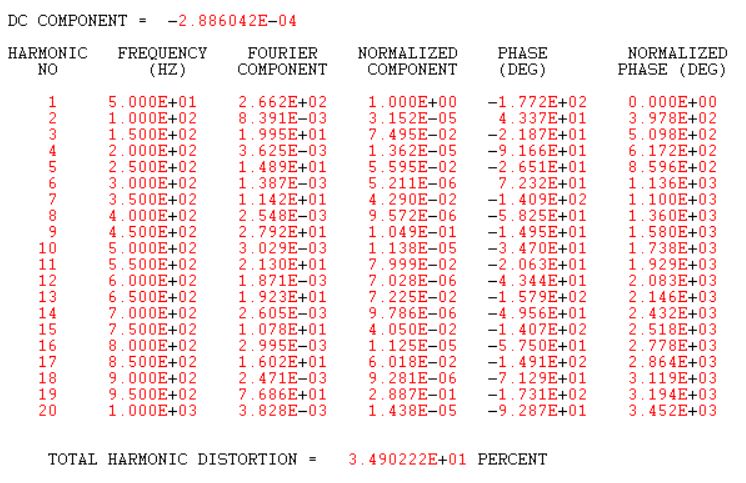 DC COMPONENT = -2.886042E-04
HARMONIC FREQUENCY FOURIER NORMALIZED PHASE NORMALIZED
NO (HZ) COMPONENT COMPONENT (DEG) PHASE (DEG)
1 5.000E+01 2.662E+02 1.000E+00 -1.772E+02 0.000E+00
2 1.000E+02 8.391E-03 3.152E-05 4.337E+01 3.978E+02
3 1.500E+02 1.995E+01 7.495E-02 -2.187E+01 5.098E+02
4 2.000E+02 3.625E-03 1.362E-05 -9.166E+01 6.172E+02
5 2.500E+02 1.489E+01 5.595E-02 -2.651E+01 8.596E+02
6 3.000E+02 1.387E-03 5.211E-06 7.232E+01 1.136E+03
7 3.500E+02 1.142E+01 4.290E-02 -1.409E+02 1.100E+03
8 4.000E+02 2.548E-03 9.572E-06 -5.825E+01 1.360E+03
9 4.500E+02 2.792E+01 1.049E-01 -1.495E+01 1.580E+03
10 5.000E+02 3.029E-03 1.138E-05 -3.470E+01 1.738E+03
11 5.500E+02 2.130E+01 7.999E-02 -2.063E+01 1.929E+03
12 6.000E+02 1.871E-03 7.028E-06 -4.344E+01 2.083E+03
13 6.500E+02 1.923E+01 7.225E-02 -1.579E+02 2.146E+03
14 7.000E+02 2.605E-03 9.786E-06 -4.956E+01 2.432E+03
15 7.500E+02 1.078E+01 4.050E-02 -1.407E+02 2.518E+03
16 8.000E+02 2.995E-03 1.125E-05 -5.750E+01 2.778E+03
17 8.500E+02 1.602E+01 6.018E-02 -1.491E+02 2.864E+03
18 9.000E+02 2.471E-03 9.281E-06 -7.129E+01 3.119E+03
19 9.500E+02 7.686E+01 2.887E-01 -1.731E+02 3.194E+03
20 1.000E+03 3.828E-03 1.438E-05 -9.287E+01 3.452E+03
TOTAL HARMONIC DISTORTION = 3.490222E+01 PERCENT